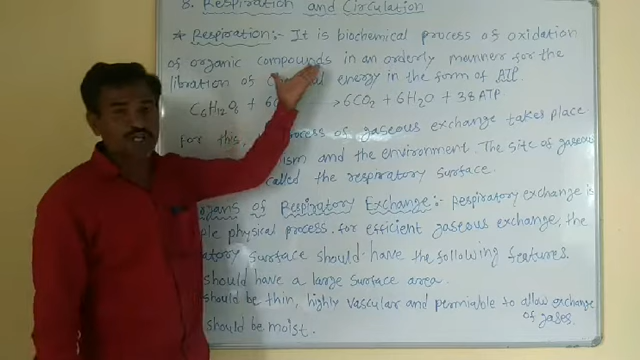 8. Respiration and Circulation
* Respiration:- It is biochemical process of oxidation
of organic compounds in an orderly manner for the
libration of energy in the form of ATP.
C6H12O6 + 6 → 6CO2 + 6H2O + 38 ATP
For this, process of gaseous exchange takes place
and the environment. The site of gaseous
called the respiratory surface.
of Respiratory Exchange:- Respiratory exchange is
physical process. for efficient gaseous exchange, the
surface should have the following features.
should have a large surface area.
should be thin, highly vascular and permiable to allow exchange
of gases.
should be moist.